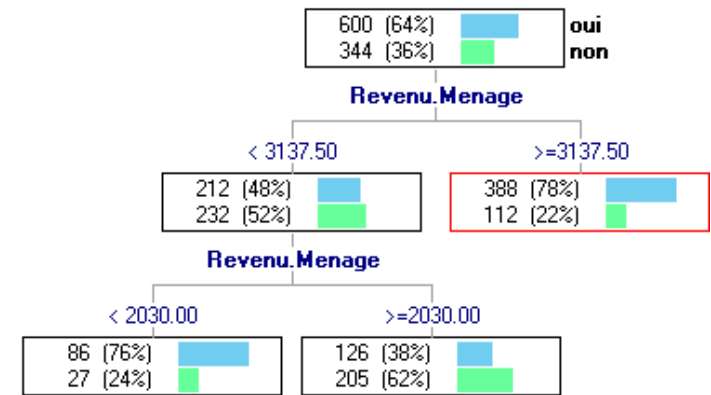 600 (64%) oui
344 (36%) non
Revenu.Menage
< 3137.50 >=3137.50
212 (48%) 388 (78%)
232 (52%) 112 (22%)
Revenu.Menage
< 2030.00 >=2030.00
86 (76%) 126 (38%)
27 (24%) 205 (62%)